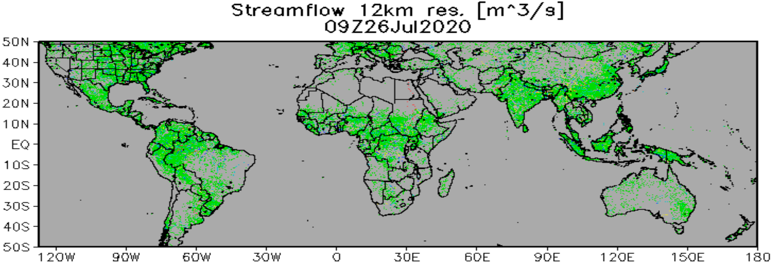 Streamflow 12km res. [m^3/s]
09Z26Jul2020
50N
40N
30N
20N
10N
EQ
10S
20S
30S
40S
50S
120W 90W 60W 30W 0 30E 60E 90E 120E 150E 180